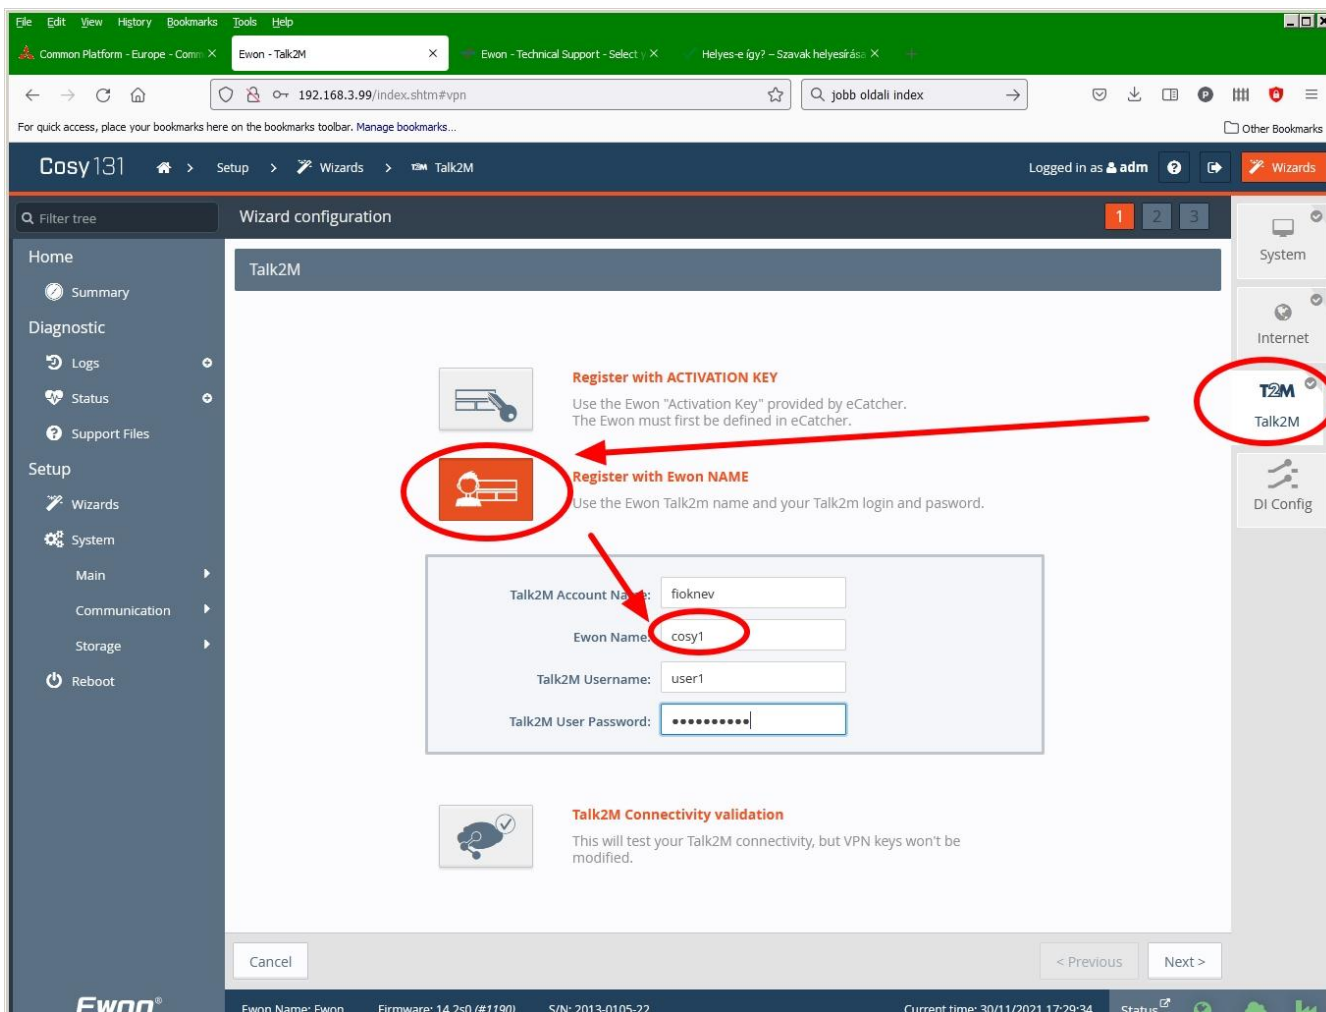 File Edit View History Bookmarks Tools Help
Common Platform - Europe - Comm
Ewon - Talk2M
Ewon - Technical Support - Select y
Helyes-e így? – Szavak helyesírása
192.168.3.99/index.shtm#vpn
jobb oldali index
For quick access, place your bookmarks here on the bookmarks toolbar. Manage bookmarks...
Other Bookmarks
Cosy 131 > Setup > Wizards > T2M Talk2M
Logged in as adm
Wizards
Filter tree
Wizard configuration
1 2 3
Home
Summary
Diagnostic
Logs
Status
Support Files
Setup
Wizards
System
Main
Communication
Storage
Reboot
Talk2M
Register with ACTIVATION KEY
Use the Ewon "Activation Key" provided by eCatcher.
The Ewon must first be defined in eCatcher.
Register with Ewon NAME
Use the Ewon Talk2m name and your Talk2m login and pasword.
Talk2M Account Name: fioknev
Ewon Name: cosy1
Talk2M Username: user1
Talk2M User Password: ••••••••••
Talk2M Connectivity validation
This will test your Talk2M connectivity, but VPN keys won't be
modified.
System
Internet
T2M
Talk2M
DI Config
Cancel
< Previous
Next >
Ewon®
Ewon Name: Ewon
Firmware: 14.2s0 (#1190)
S/N: 2013-0105-22
Current time: 30/11/2021 17:29:34
Status